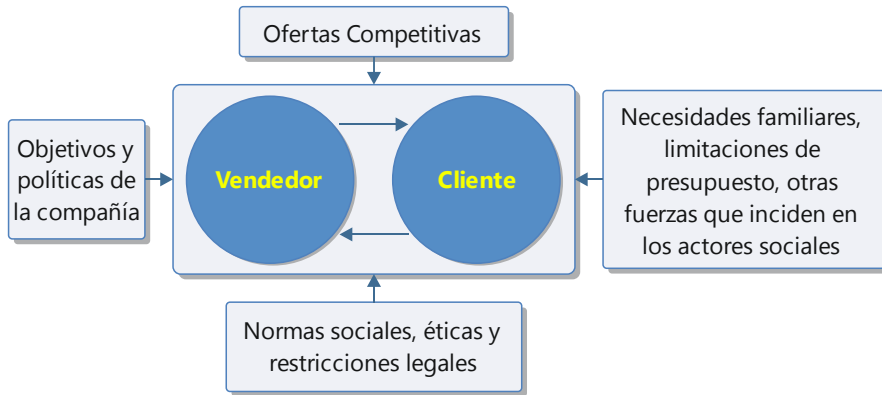 Ofertas Competitivas
Objetivos y
políticas de
la compañía
Vendedor
Cliente
Necesidades familiares,
limitaciones de
presupuesto, otras
fuerzas que inciden en
los actores sociales
Normas sociales, éticas y
restricciones legales